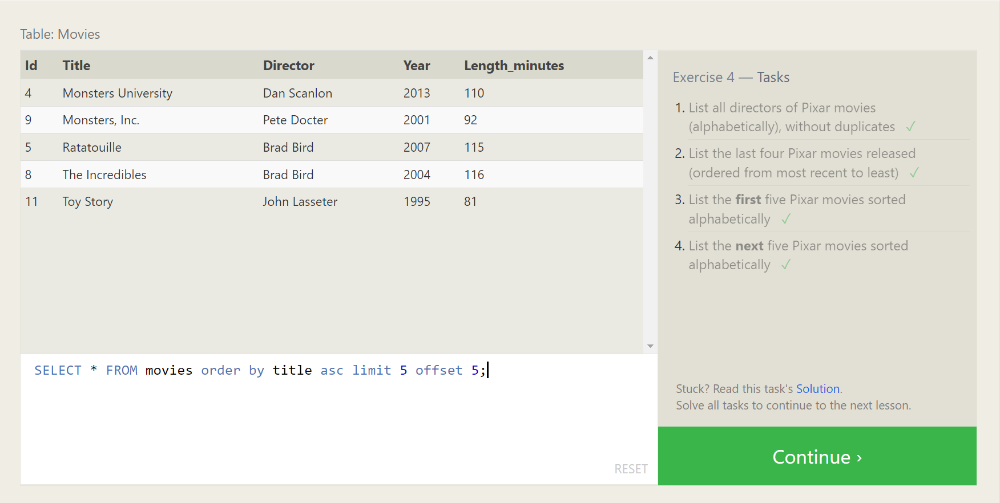 Table: Movies
Id Title Director Year Length_minutes
4 Monsters University Dan Scanlon 2013 110
9 Monsters, Inc. Pete Docter 2001 92
5 Ratatouille Brad Bird 2007 115
8 The Incredibles Brad Bird 2004 116
11 Toy Story John Lasseter 1995 81
SELECT * FROM movies order by title asc limit 5 offset 5;
RESET
Exercise 4 — Tasks
1. List all directors of Pixar movies
(alphabetically), without duplicates ✓
2. List the last four Pixar movies released
(ordered from most recent to least) ✓
3. List the first five Pixar movies sorted
alphabetically ✓
4. List the next five Pixar movies sorted
alphabetically ✓
Stuck? Read this task's Solution.
Solve all tasks to continue to the next lesson.
Continue ›